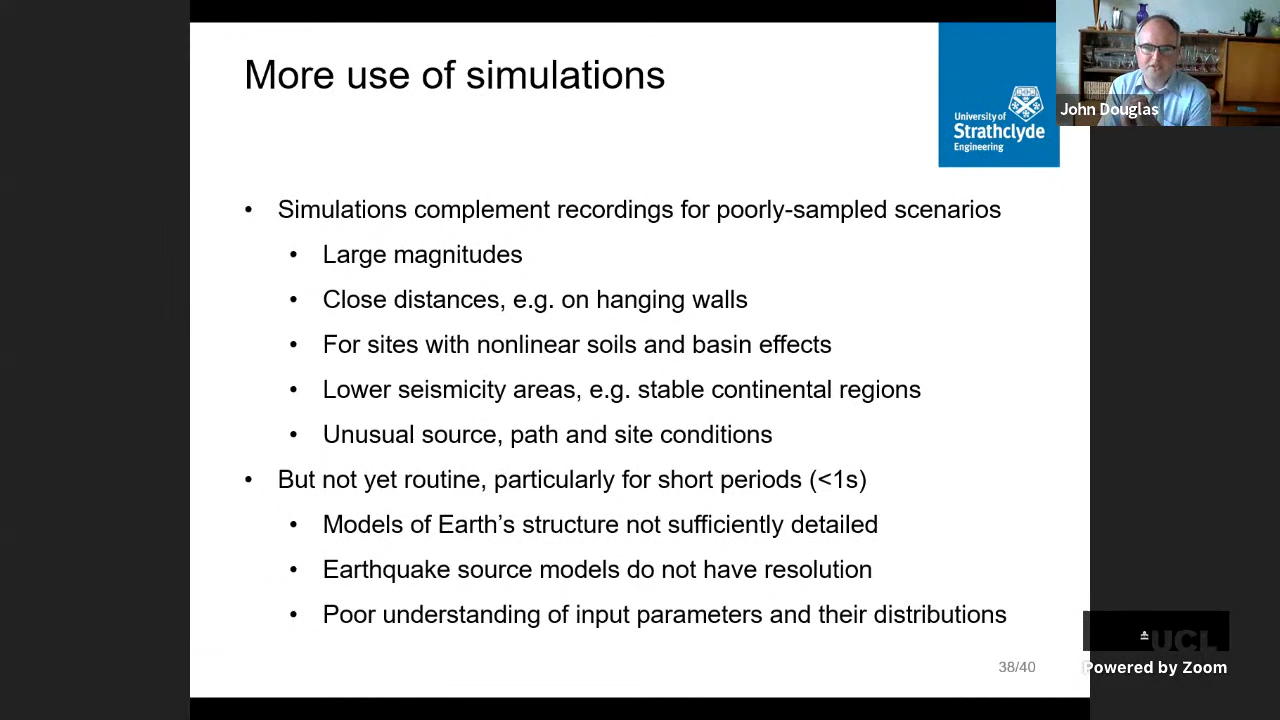 More use of simulations
University of
Strathclyde
Engineering
John Douglas
• Simulations complement recordings for poorly-sampled scenarios
• Large magnitudes
• Close distances, e.g. on hanging walls
• For sites with nonlinear soils and basin effects
• Lower seismicity areas, e.g. stable continental regions
• Unusual source, path and site conditions
• But not yet routine, particularly for short periods (<1s)
• Models of Earth’s structure not sufficiently detailed
• Earthquake source models do not have resolution
• Poor understanding of input parameters and their distributions
38/40
UCL
Powered by Zoom